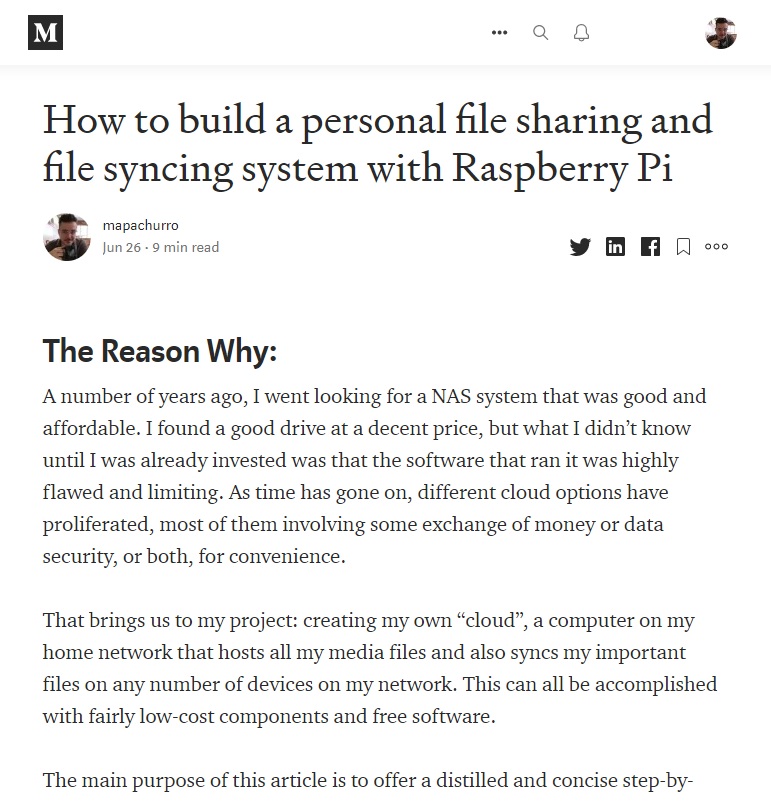 M
How to build a personal file sharing and
file syncing system with Raspberry Pi
mapachurro
Jun 26 · 9 min read
The Reason Why:
A number of years ago, I went looking for a NAS system that was good and
affordable. I found a good drive at a decent price, but what I didn’t know
until I was already invested was that the software that ran it was highly
flawed and limiting. As time has gone on, different cloud options have
proliferated, most of them involving some exchange of money or data
security, or both, for convenience.
That brings us to my project: creating my own “cloud”, a computer on my
home network that hosts all my media files and also syncs my important
files on any number of devices on my network. This can all be accomplished
with fairly low-cost components and free software.
The main purpose of this article is to offer a distilled and concise step-by-